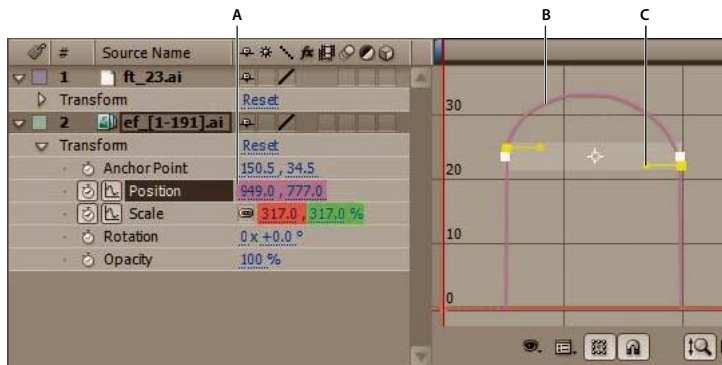 A B C
# Source Name
1 ft_23.ai
Transform Reset
2 ef_[1-191].ai
Transform Reset
Anchor Point 150.5, 34.5
Position 949.0, 777.0
Scale 317.0, 317.0 %
Rotation 0 x +0.0 °
Opacity 100 %
30
20
10
0